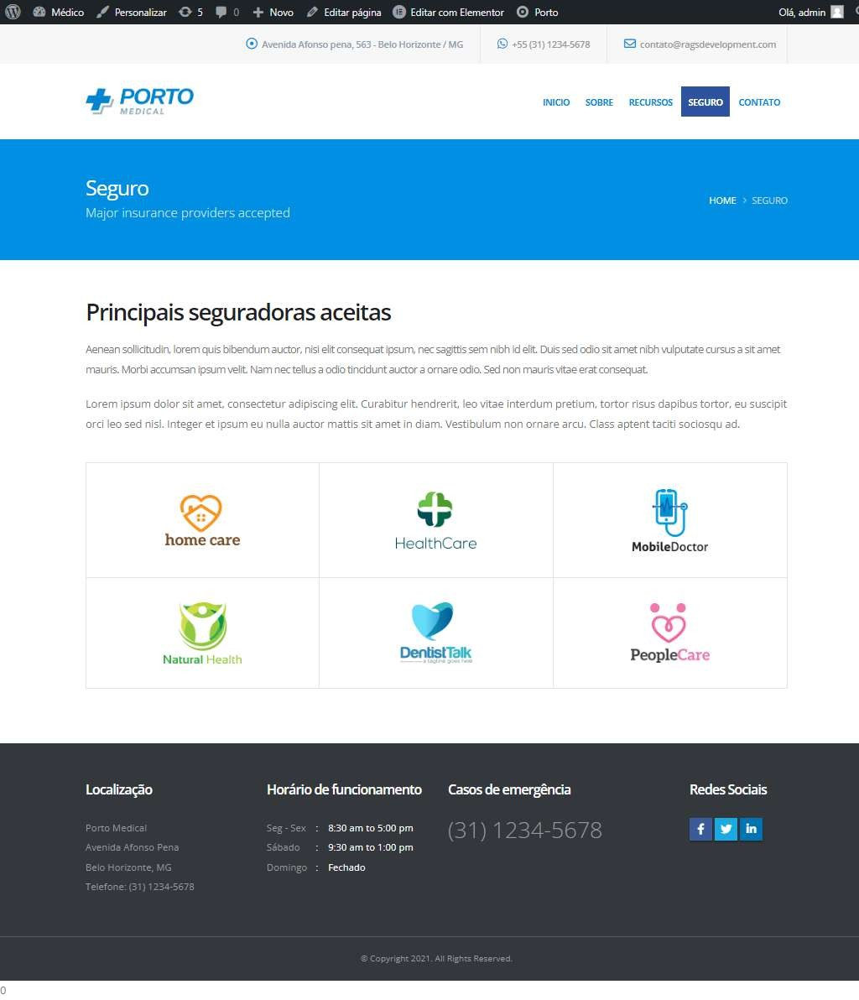 Médico Personalizar 5 0 Novo Editar página Editar com Elementor Porto Olá, admin
Avenida Afonso pena, 563 - Belo Horizonte / MG +55 (31) 1234-5678 contato@ragsdevelopment.com
PORTO
MEDICAL
INICIO SOBRE RECURSOS SEGURO CONTATO
Seguro
Major insurance providers accepted
HOME > SEGURO
Principais seguradoras aceitas
Aenean sollicitudin, lorem quis bibendum auctor, nisi elit consequat ipsum, nec sagittis sem nibh id elit. Duis sed odio sit amet nibh vulputate cursus a sit amet
mauris. Morbi accumsan ipsum velit. Nam nec tellus a odio tincidunt auctor a ornare odio. Sed non mauris vitae erat consequat.
Lorem ipsum dolor sit amet, consectetur adipiscing elit. Curabitur hendrerit, leo vitae interdum pretium, tortor risus dapibus tortor, eu suscipit
orci leo sed nisl. Integer et ipsum eu nulla auctor mattis sit amet in diam. Vestibulum non ornare arcu. Class aptent taciti sociosqu ad.
home care
HealthCare
MobileDoctor
Natural Health
DentistTalk
a tagline goes here
PeopleCare
Localização
Porto Medical
Avenida Afonso Pena
Belo Horizonte, MG
Telefone: (31) 1234-5678
Horário de funcionamento
Seg - Sex : 8:30 am to 5:00 pm
Sábado : 9:30 am to 1:00 pm
Domingo : Fechado
Casos de emergência
(31) 1234-5678
Redes Sociais
© Copyright 2021. All Rights Reserved.
0